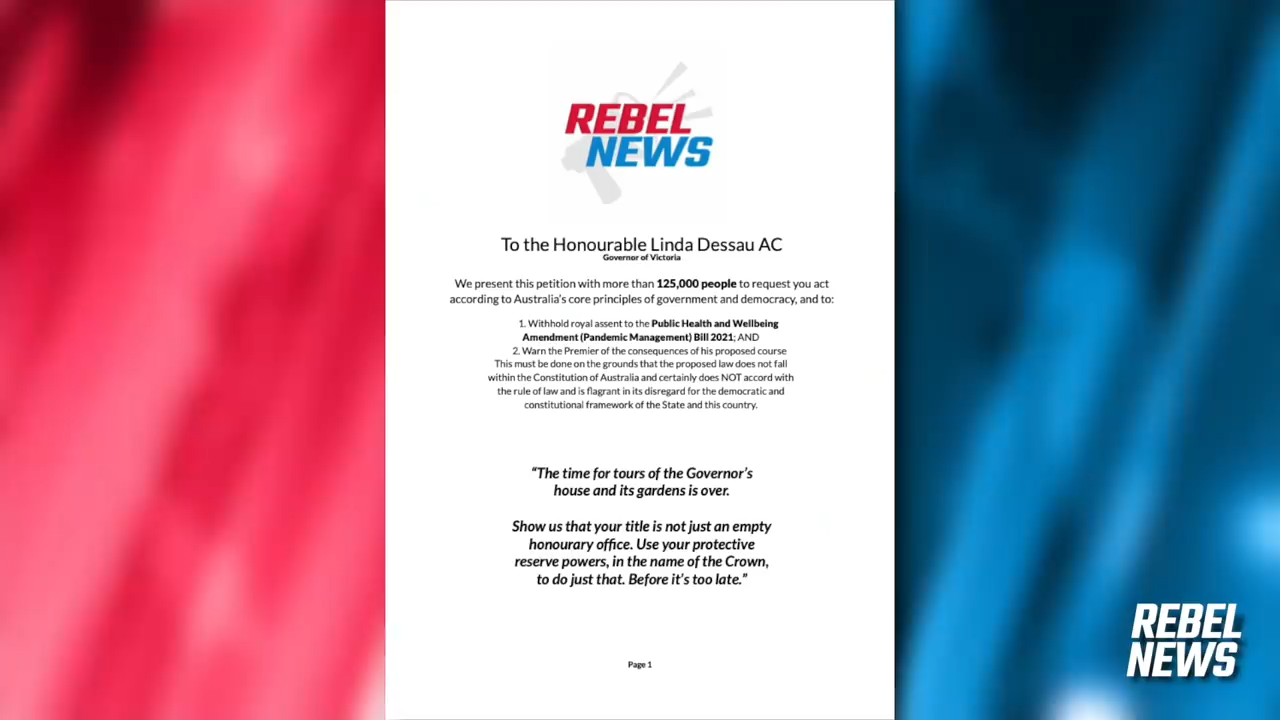 REBEL
NEWS
To the Honourable Linda Dessau AC
Governor of Victoria
We present this petition with more than 125,000 people to request you act
according to Australia's core principles of government and democracy, and to:
1. Withhold royal assent to the Public Health and Wellbeing
Amendment (Pandemic Management) Bill 2021; AND
2. Warn the Premier of the consequences of his proposed course
This must be done on the grounds that the proposed law does not fall
within the Constitution of Australia and certainly does NOT accord with
the rule of law and is flagrant in its disregard for the democratic and
constitutional framework of the State and this country.
“The time for tours of the Governor’s
house and its gardens is over.
Show us that your title is not just an empty
honourary office. Use your protective
reserve powers, in the name of the Crown,
to do just that. Before it’s too late.”
Page 1
REBEL
NEWS